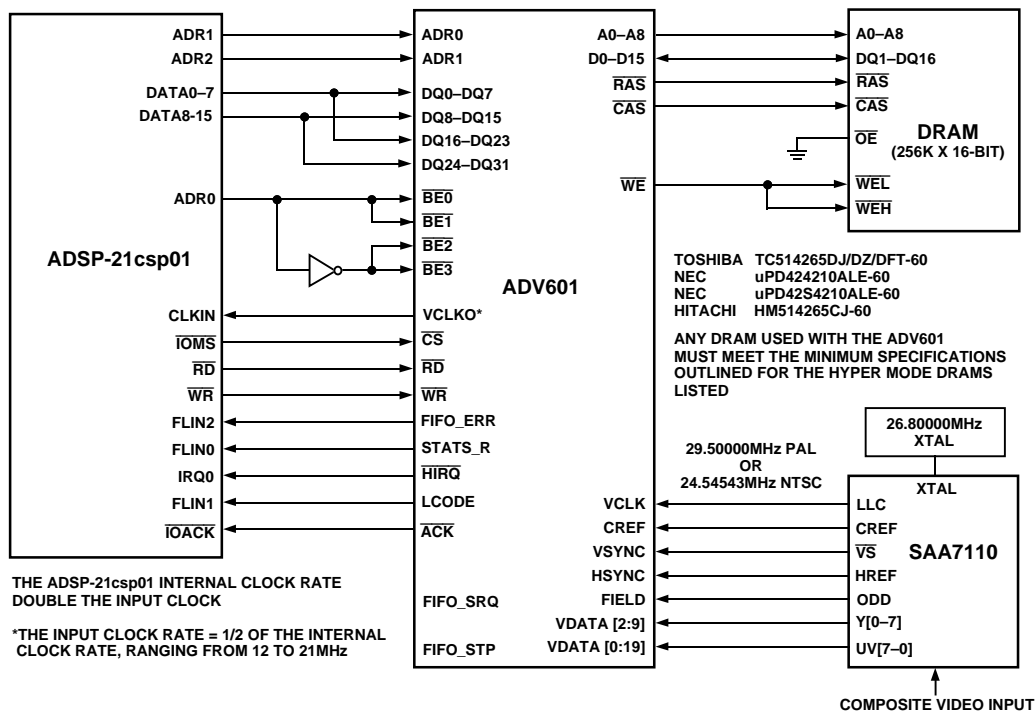 ADSP-21csp01
ADR1
ADR2
DATA0–7
DATA8-15
ADR0
CLKIN
IOMS
RD
WR
FLIN2
FLIN0
IRQ0
FLIN1
IOACK
THE ADSP-21csp01 INTERNAL CLOCK RATE
DOUBLE THE INPUT CLOCK
*THE INPUT CLOCK RATE = 1/2 OF THE INTERNAL
CLOCK RATE, RANGING FROM 12 TO 21MHz
ADV601
ADR0
ADR1
DQ0–DQ7
DQ8–DQ15
DQ16–DQ23
DQ24–DQ31
BE0
BE1
BE2
BE3
VCLKO*
CS
RD
WR
FIFO_ERR
STATS_R
HIRQ
LCODE
ACK
FIFO_SRQ
FIFO_STP
A0–A8
D0–D15
RAS
CAS
WE
VCLK
CREF
VSYNC
HSYNC
FIELD
VDATA [2:9]
VDATA [0:19]
A0–A8
DQ1–DQ16
RAS
CAS
OE
WEL
WEH
DRAM
(256K X 16-BIT)
TOSHIBA TC514265DJ/DZ/DFT-60
NEC uPD424210ALE-60
NEC uPD42S4210ALE-60
HITACHI HM514265CJ-60
ANY DRAM USED WITH THE ADV601
MUST MEET THE MINIMUM SPECIFICATIONS
OUTLINED FOR THE HYPER MODE DRAMS
LISTED
26.80000MHz
XTAL
29.50000MHz PAL
OR
24.54543MHz NTSC
XTAL
LLC
CREF
VS
HREF
ODD
Y[0–7]
UV[7–0]
SAA7110
COMPOSITE VIDEO INPUT